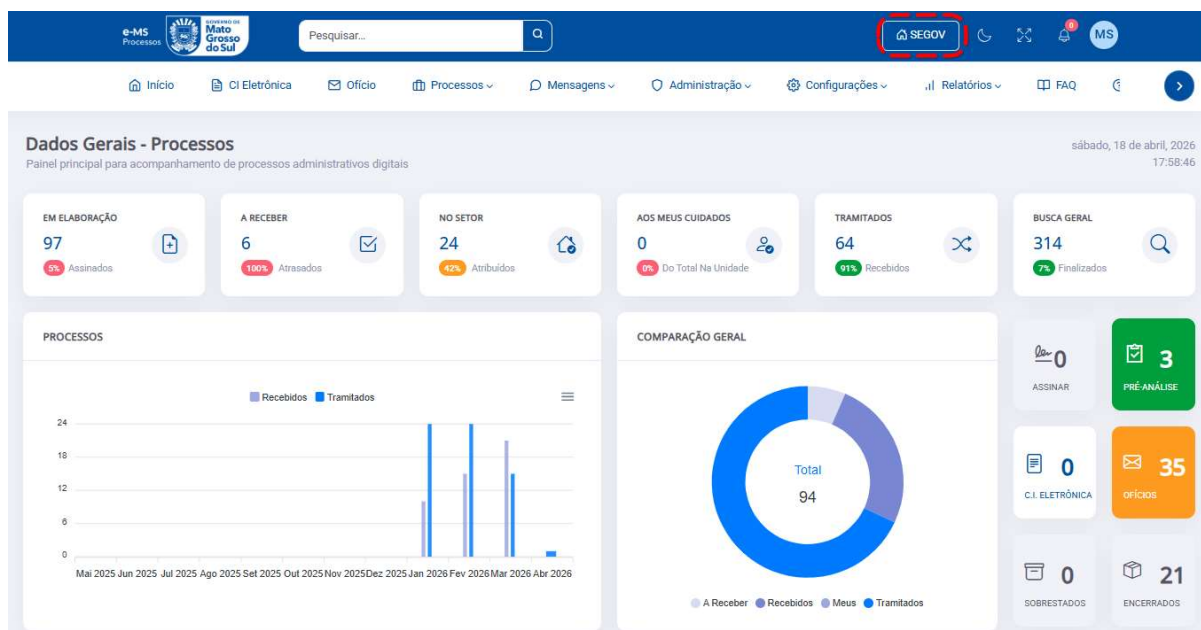 e-MS
Processos
GOVERNO DE
Mato
Grosso
do Sul
Pesquisar...
SEGOV
0
MS
Início
CI Eletrônica
Ofício
Processos
Mensagens
Administração
Configurações
Relatórios
FAQ
Dados Gerais - Processos
Painel principal para acompanhamento de processos administrativos digitais
sábado, 18 de abril, 2026
17:58:46
EM ELABORAÇÃO
97
5% Assinados
A RECEBER
6
100% Atrasados
NO SETOR
24
42% Atribuídos
AOS MEUS CUIDADOS
0
0% Do Total Na Unidade
TRAMITADOS
64
91% Recebidos
BUSCA GERAL
314
7% Finalizados
PROCESSOS
Recebidos Tramitados
24
18
12
6
0
Mai 2025 Jun 2025 Jul 2025 Ago 2025 Set 2025 Out 2025 Nov 2025 Dez 2025 Jan 2026 Fev 2026 Mar 2026 Abr 2026
COMPARAÇÃO GERAL
Total
94
A Receber Recebidos Meus Tramitados
0
ASSINAR
3
PRÉ-ANÁLISE
0
C.I. ELETRÔNICA
35
OFÍCIOS
0
SOBRESTADOS
21
ENCERRADOS